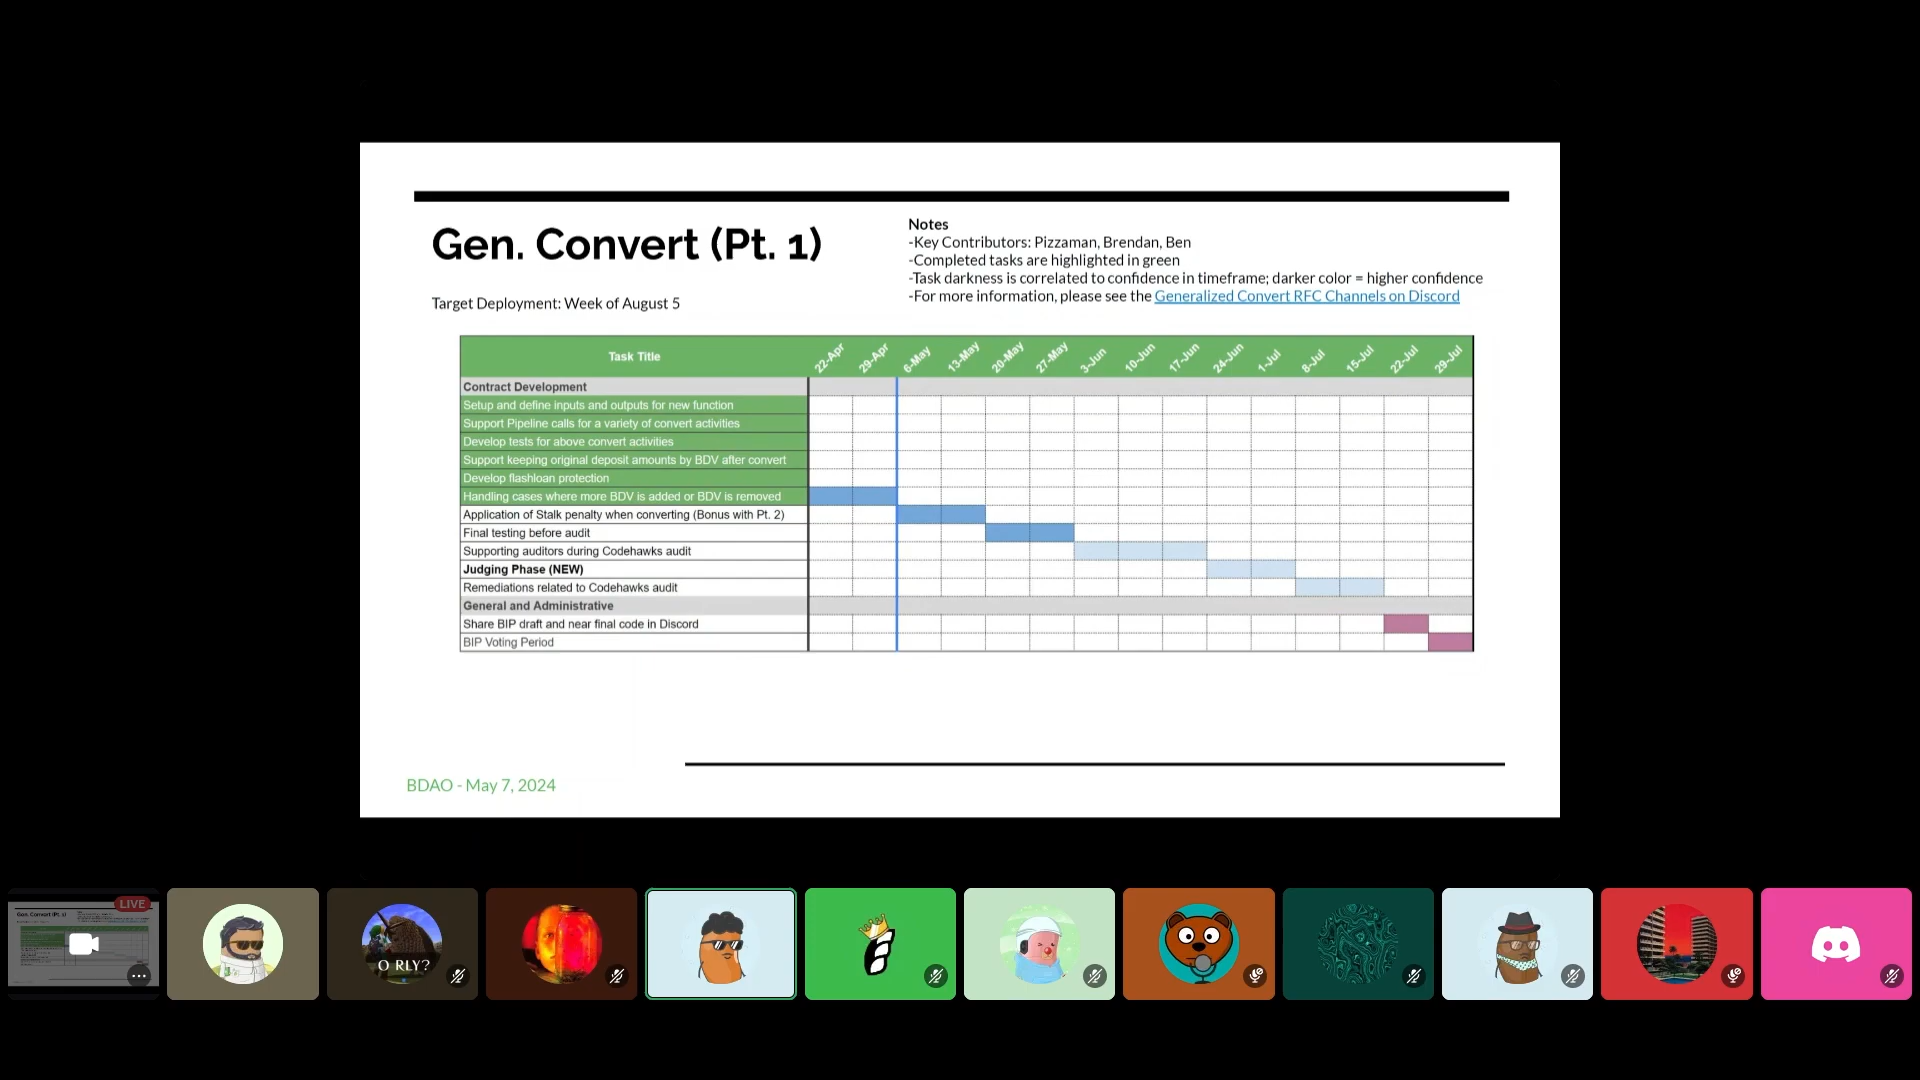 Gen. Convert (Pt. 1)
Target Deployment: Week of August 5
Notes
-Key Contributors: Pizzaman, Brendan, Ben
-Completed tasks are highlighted in green
-Task darkness is correlated to confidence in timeframe; darker color = higher confidence
-For more information, please see the Generalized Convert RFC Channels on Discord
Task Title 22-Apr 29-Apr 6-May 13-May 20-May 27-May 3-Jun 10-Jun 17-Jun 24-Jun 1-Jul 8-Jul 15-Jul 22-Jul 29-Jul
Contract Development
Setup and define inputs and outputs for new function
Support Pipeline calls for a variety of convert activities
Develop tests for above convert activities
Support keeping original deposit amounts by BDV after convert
Develop flashloan protection
Handling cases where more BDV is added or BDV is removed
Application of Stalk penalty when converting (Bonus with Pt. 2)
Final testing before audit
Supporting auditors during Codehawks audit
Judging Phase (NEW)
Remediations related to Codehawks audit
General and Administrative
Share BIP draft and near final code in Discord
BIP Voting Period
BDAO - May 7, 2024
LIVE
Gen. Convert (Pt. 1)
O RLY?